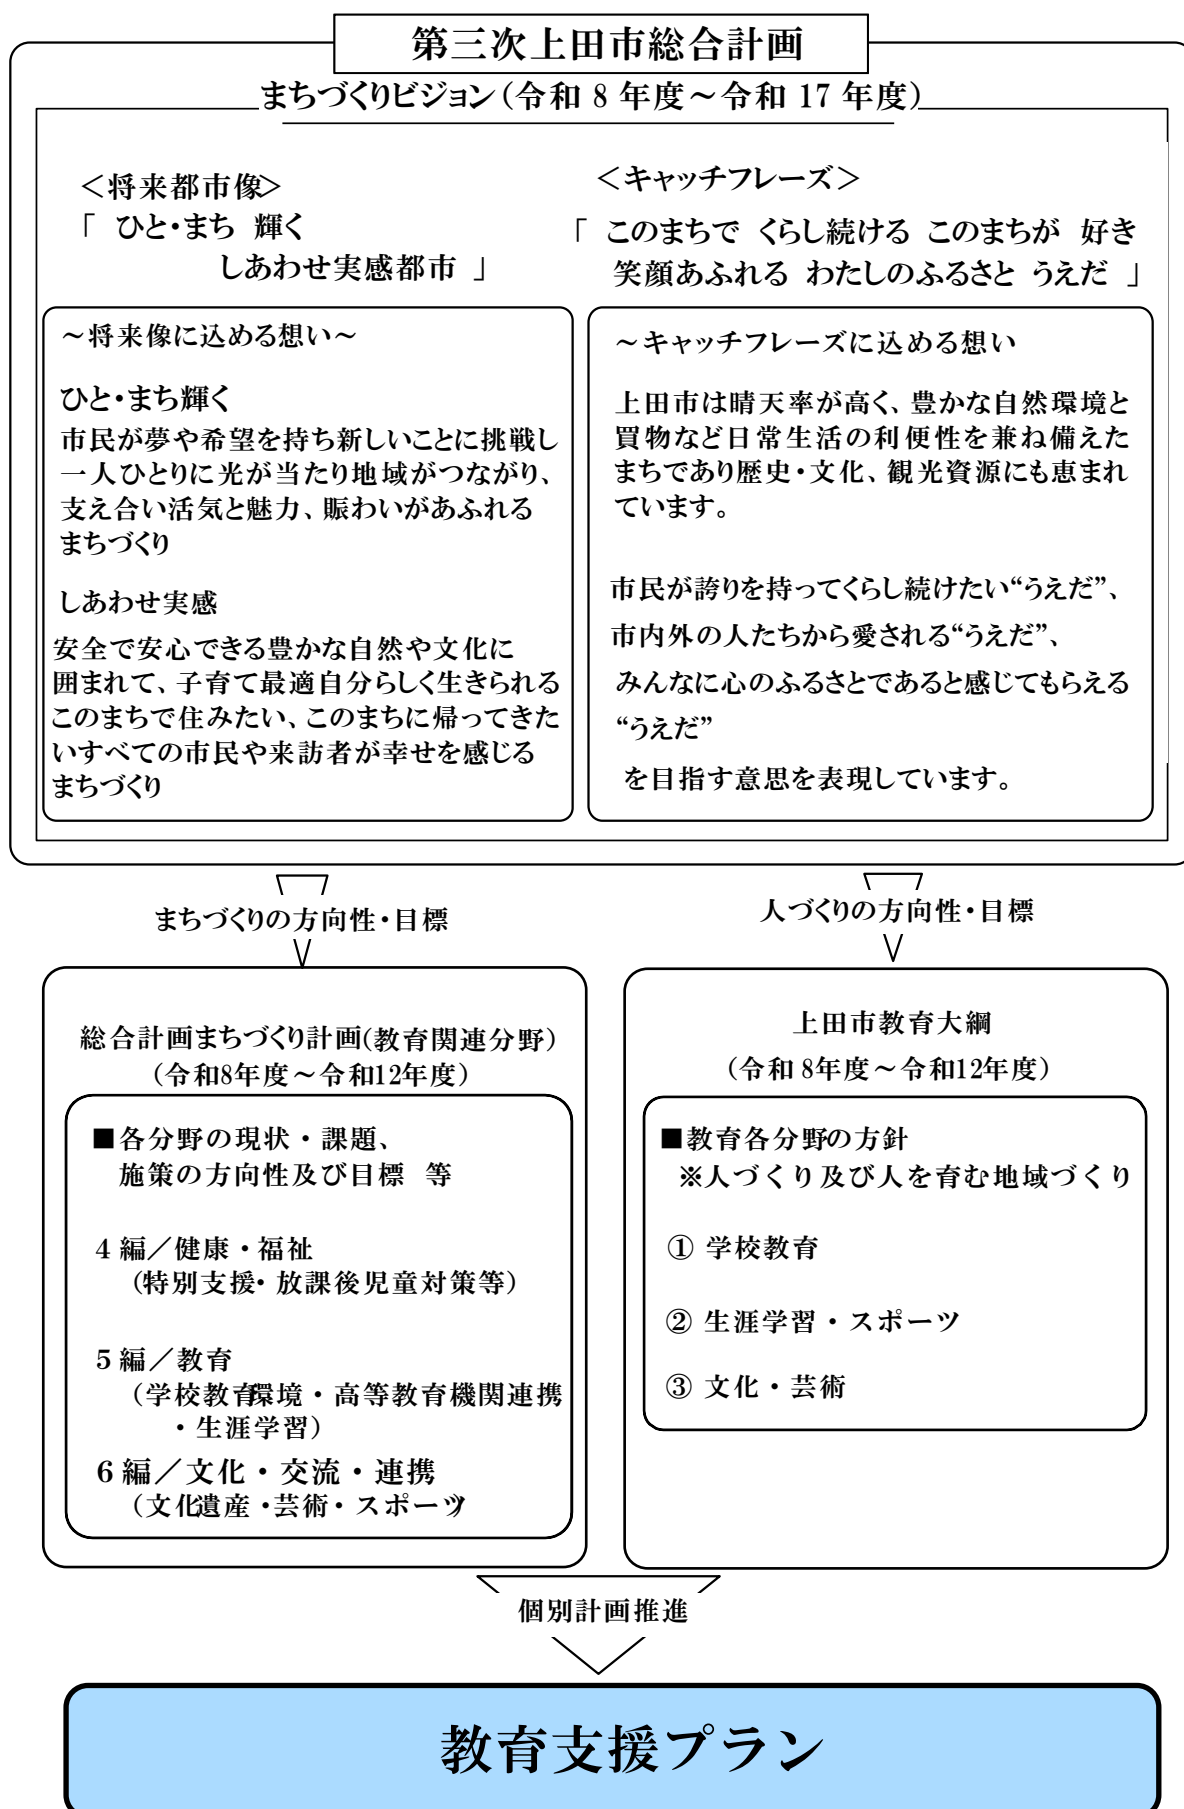 第三次上田市総合計画
まちづくりビジョン（令和 8 年度～令和 17 年度）
＜将来都市像＞
「 ひと・まち 輝く
しあわせ実感都市 」
＜キャッチフレーズ＞
「 このまちで くらし続ける このまちが 好き
笑顔あふれる わたしのふるさと うえだ 」
～将来像に込める想い～
ひと・まち輝く
市民が夢や希望を持ち新しいことに挑戦し
一人ひとりに光が当たり地域がつながり、
支え合い活気と魅力、賑わいがあふれる
まちづくり
しあわせ実感
安全で安心できる豊かな自然や文化に
囲まれて、子育て最適自分らしく生きられる
このまちで住みたい、このまちに帰ってきた
いすべての市民や来訪者が幸せを感じる
まちづくり
～キャッチフレーズに込める想い
上田市は晴天率が高く、豊かな自然環境と
買物など日常生活の利便性を兼ね備えた
まちであり歴史・文化、観光資源にも恵まれ
ています。
市民が誇りを持ってくらし続けたい“うえだ”、
市内外の人たちから愛される“うえだ”、
みんなに心のふるさとであると感じてもらえる
“うえだ”
を目指す意思を表現しています。
まちづくりの方向性・目標
人づくりの方向性・目標
総合計画まちづくり計画（教育関連分野）
（令和8年度～令和12年度）
■各分野の現状・課題、
施策の方向性及び目標 等
4 編／健康・福祉
（特別支援・放課後児童対策等）
5 編／教育
（学校教育環境・高等教育機関連携
・生涯学習）
6 編／文化・交流・連携
（文化遺産・芸術・スポーツ）
上田市教育大綱
（令和 8年度～令和12年度）
■教育各分野の方針
※人づくり及び人を育む地域づくり
① 学校教育
② 生涯学習・スポーツ
③ 文化・芸術
個別計画推進
教育支援プラン